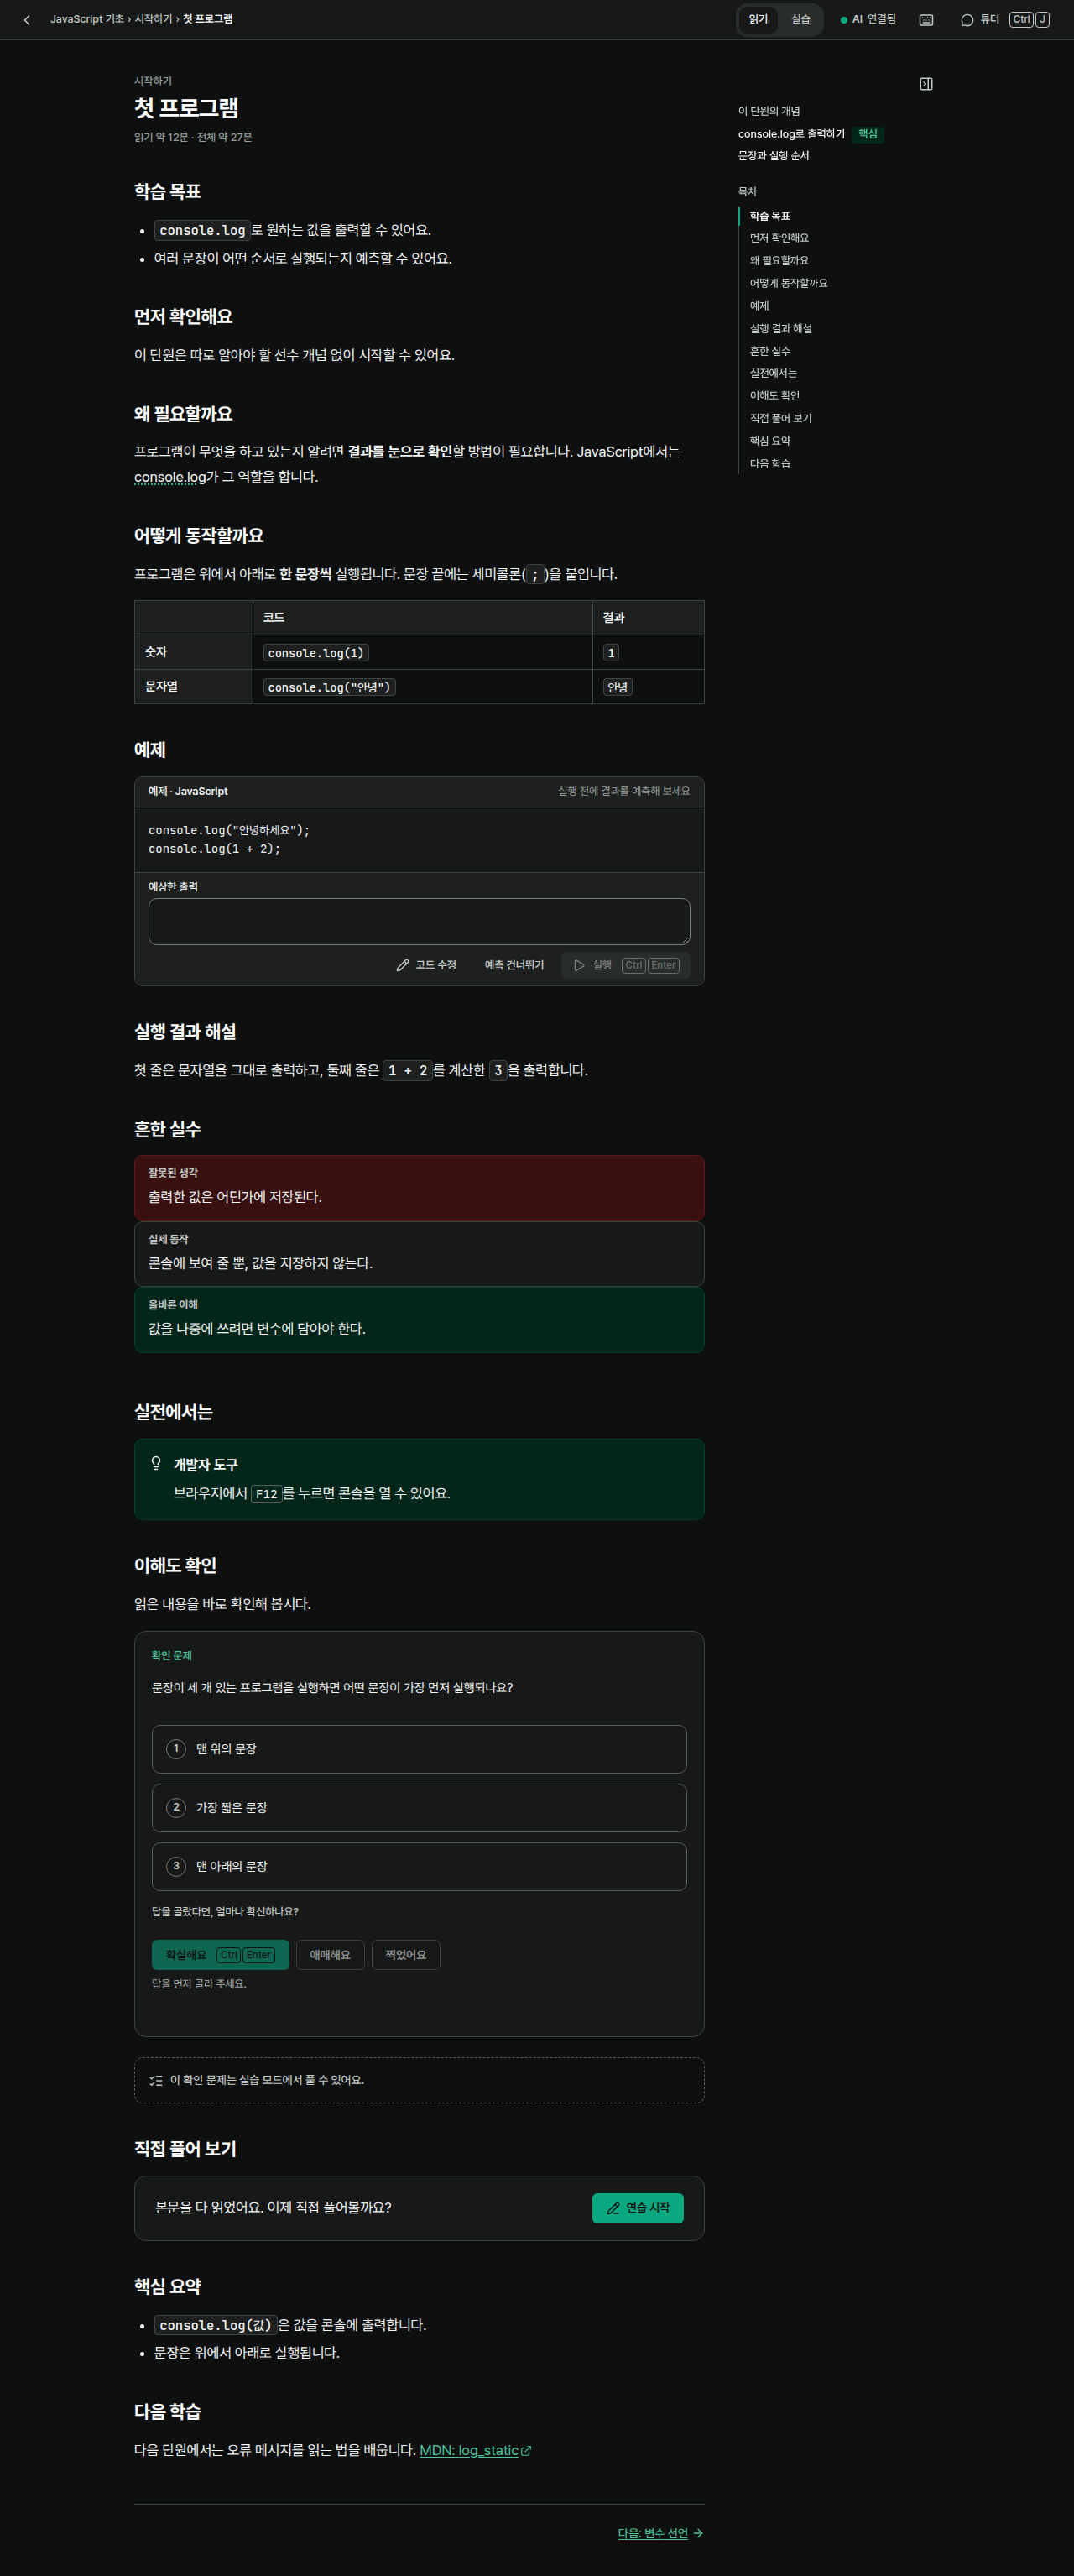 JavaScript 기초 › 시작하기 › 첫 프로그램
읽기 실습 AI 연결됨 튜터 Ctrl J
시작하기
첫 프로그램
읽기 약 12분 · 전체 약 27분
학습 목표
console.log로 원하는 값을 출력할 수 있어요.
여러 문장이 어떤 순서로 실행되는지 예측할 수 있어요.
먼저 확인해요
이 단원은 따로 알아야 할 선수 개념 없이 시작할 수 있어요.
왜 필요할까요
프로그램이 무엇을 하고 있는지 알려면 결과를 눈으로 확인할 방법이 필요합니다. JavaScript에서는
console.log가 그 역할을 합니다.
어떻게 동작할까요
프로그램은 위에서 아래로 한 문장씩 실행됩니다. 문장 끝에는 세미콜론(;)을 붙입니다.
코드 결과
숫자 console.log(1) 1
문자열 console.log("안녕") 안녕
예제
예제 · JavaScript 실행 전에 결과를 예측해 보세요
console.log("안녕하세요");
console.log(1 + 2);
예상한 출력
코드 수정 예측 건너뛰기 실행 Ctrl Enter
실행 결과 해설
첫 줄은 문자열을 그대로 출력하고, 둘째 줄은 1 + 2를 계산한 3을 출력합니다.
흔한 실수
잘못된 생각
출력한 값은 어딘가에 저장된다.
실제 동작
콘솔에 보여 줄 뿐, 값을 저장하지 않는다.
올바른 이해
값을 나중에 쓰려면 변수에 담아야 한다.
실전에서는
개발자 도구
브라우저에서 F12를 누르면 콘솔을 열 수 있어요.
이해도 확인
읽은 내용을 바로 확인해 봅시다.
확인 문제
문장이 세 개 있는 프로그램을 실행하면 어떤 문장이 가장 먼저 실행되나요?
1 맨 위의 문장
2 가장 짧은 문장
3 맨 아래의 문장
답을 골랐다면, 얼마나 확신하나요?
확실해요 Ctrl Enter 애매해요 찍었어요
답을 먼저 골라 주세요.
이 확인 문제는 실습 모드에서 풀 수 있어요.
직접 풀어 보기
본문을 다 읽었어요. 이제 직접 풀어볼까요? 연습 시작
핵심 요약
console.log(값)은 값을 콘솔에 출력합니다.
문장은 위에서 아래로 실행됩니다.
다음 학습
다음 단원에서는 오류 메시지를 읽는 법을 배웁니다. MDN: log_static
다음: 변수 선언
이 단원의 개념
console.log로 출력하기 핵심
문장과 실행 순서
목차
학습 목표
먼저 확인해요
왜 필요할까요
어떻게 동작할까요
예제
실행 결과 해설
흔한 실수
실전에서는
이해도 확인
직접 풀어 보기
핵심 요약
다음 학습